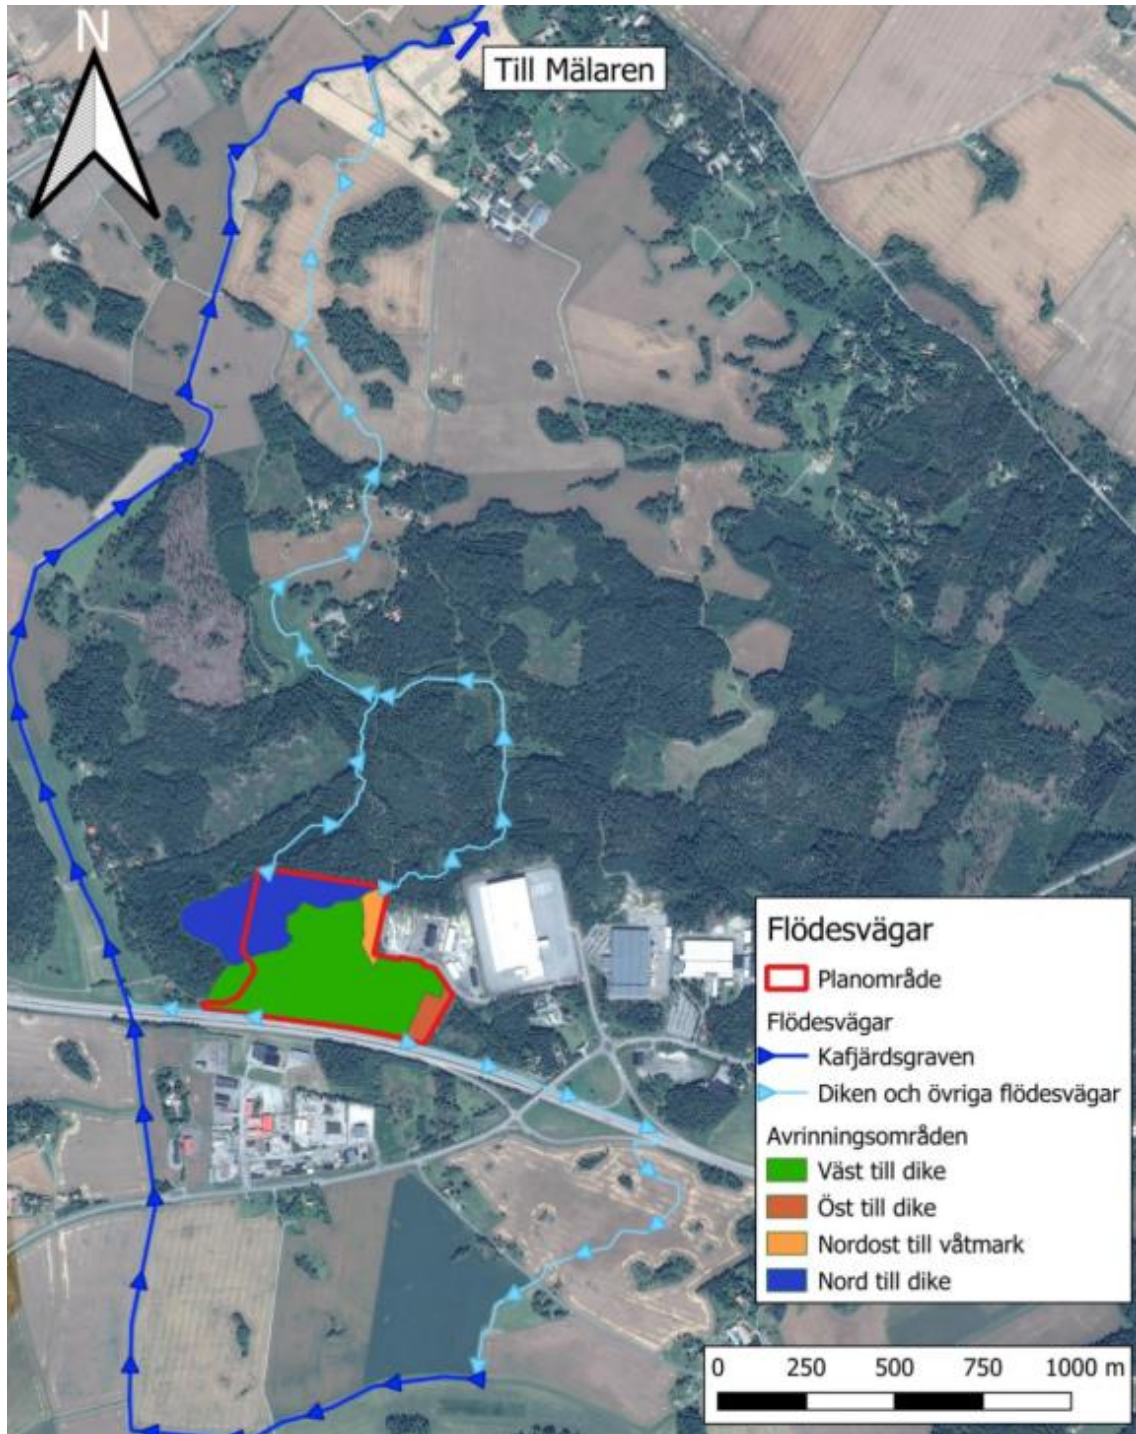 N
Till Mälaren
Flödesvägar
Planområde
Flödesvägar
Kafjärdsgraven
Diken och övriga flödesvägar
Avrinningsområden
Väst till dike
Öst till dike
Nordost till våtmark
Nord till dike
0 250 500 750 1000 m